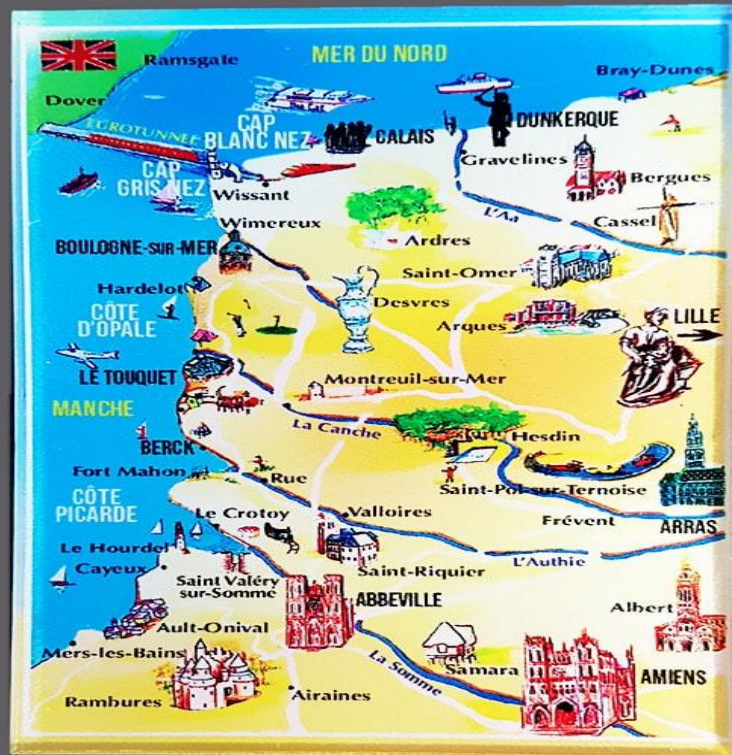 Ramsgate
MER DU NORD
Bray-Dunes
Dover
EUROTUNNEL
CAP
BLANC NEZ
CALAIS
DUNKERQUE
Gravelines
CAP
GRIS NEZ
Wissant
Bergues
Wimereux
L'Aa
Cassel
BOULOGNE-SUR-MER
Ardres
Saint-Omer
Hardelot
Desvres
CÔTE
D'OPALE
Arques
LILLE
LE TOUQUET
Montreuil-sur-Mer
MANCHE
La Canche
Hesdin
BERCK
Fort Mahon
Rue
Saint-Pol-sur-Ternoise
CÔTE
PICARDE
Le Crotoy
Valloires
Frévent
ARRAS
Le Hourdel
Cayeux
L'Authie
Saint Valéry
sur-Somme
Saint-Riquier
ABBEVILLE
Albert
Ault-Onival
Mers-les-Bains
La Somme
Samara
AMIENS
Rambures
Airaines